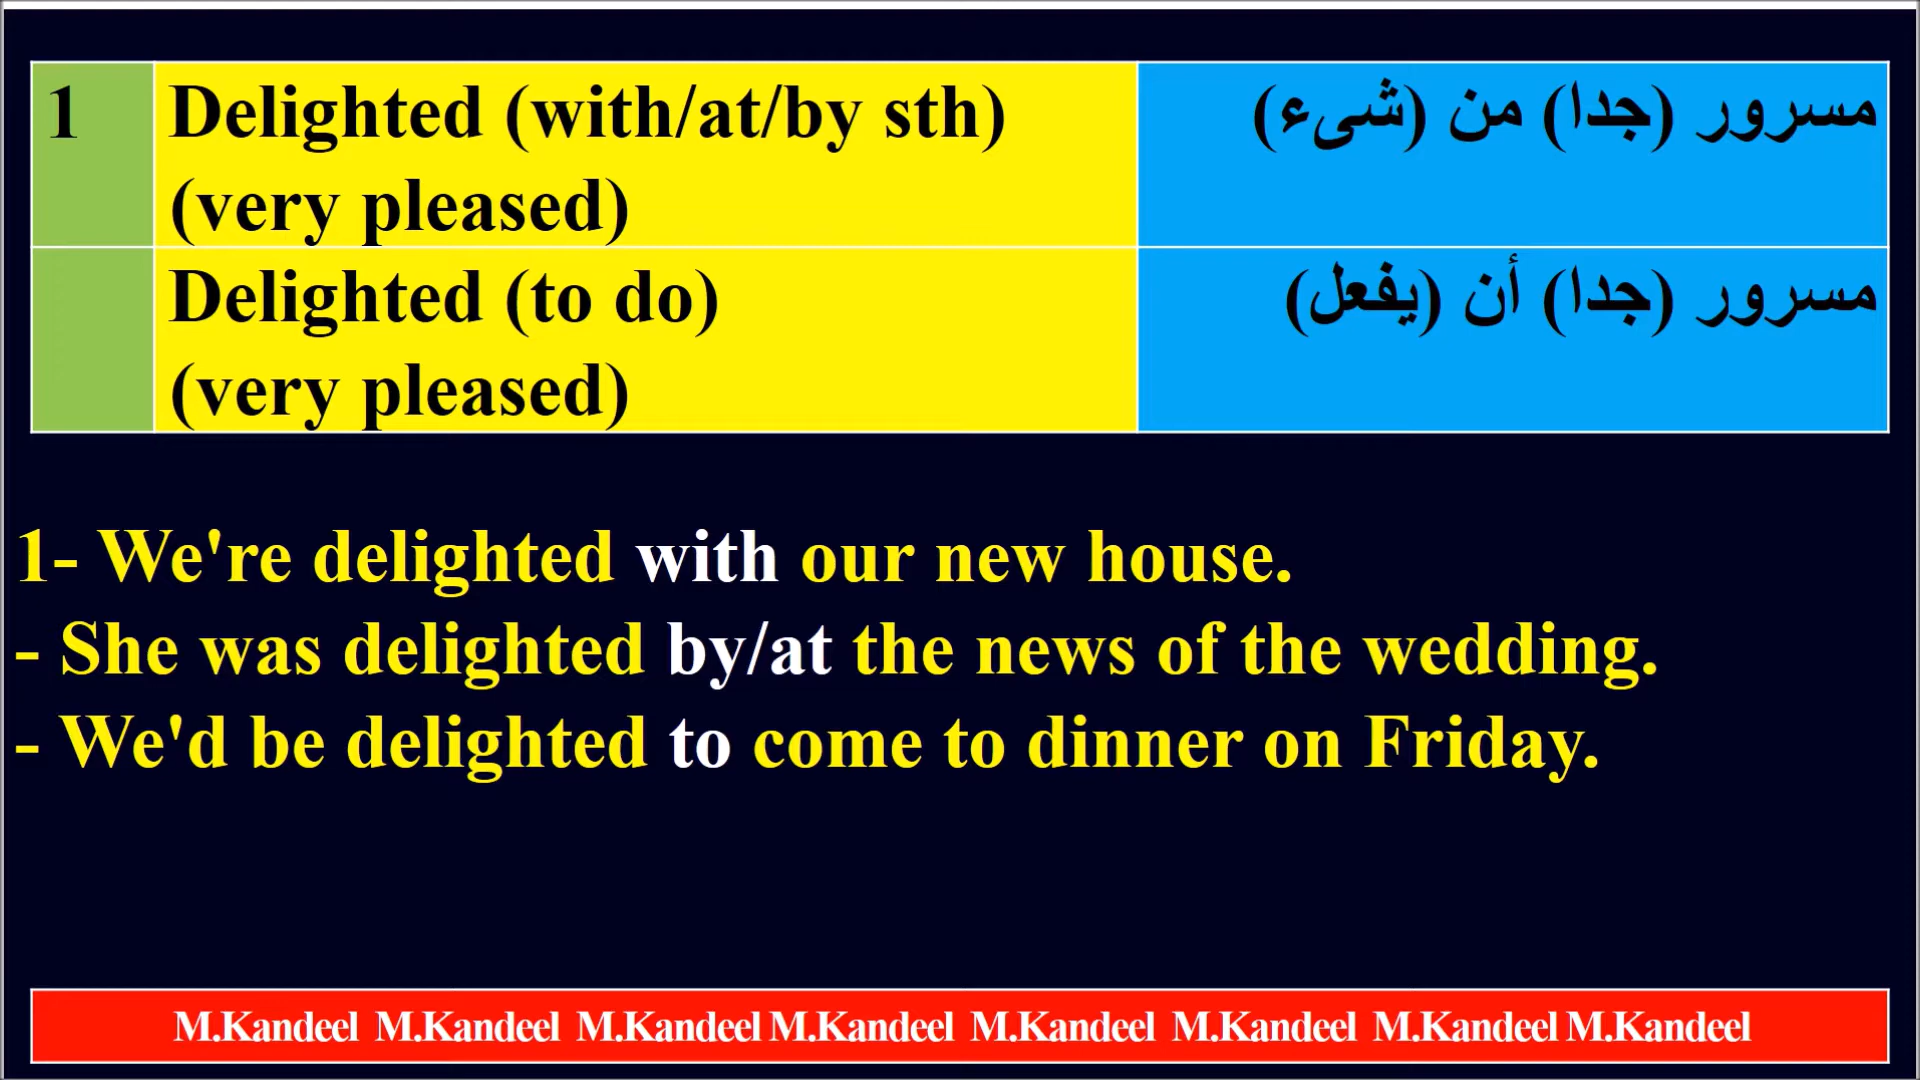 1 Delighted (with/at/by sth) مسرور (جدا) من (شىء)
(very pleased)
Delighted (to do) مسرور (جدا) أن (يفعل)
(very pleased)
1- We're delighted with our new house.
- She was delighted by/at the news of the wedding.
- We'd be delighted to come to dinner on Friday.
M.Kandeel M.Kandeel M.Kandeel M.Kandeel M.Kandeel M.Kandeel M.Kandeel M.Kandeel